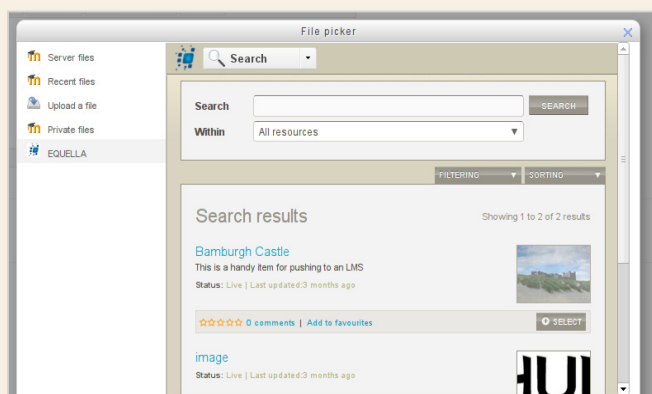 File picker
Server files
Recent files
Upload a file
Private files
EQUELLA
Search
Search SEARCH
Within All resources
FILTERING SORTING
Search results Showing 1 to 2 of 2 results
Bamburgh Castle
This is a handy item for pushing to an LMS
Status: Live | Last updated:3 months ago
0 comments | Add to favourites SELECT
image
Status: Live | Last updated:3 months ago